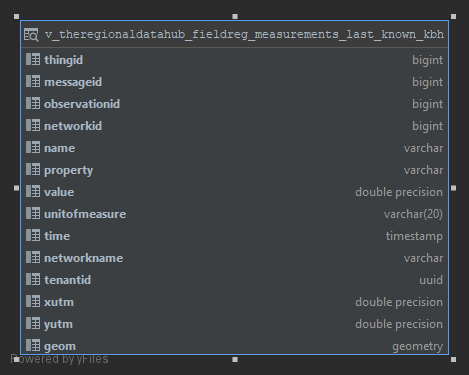 v_theregionaldatahub_fieldreg_measurements_last_known_kbh
thingid bigint
messageid bigint
observationid bigint
networkid bigint
name varchar
property varchar
value double precision
unitofmeasure varchar(20)
time timestamp
networkname varchar
tenantid uuid
xutm double precision
yutm double precision
geom geometry
Powered by yFiles